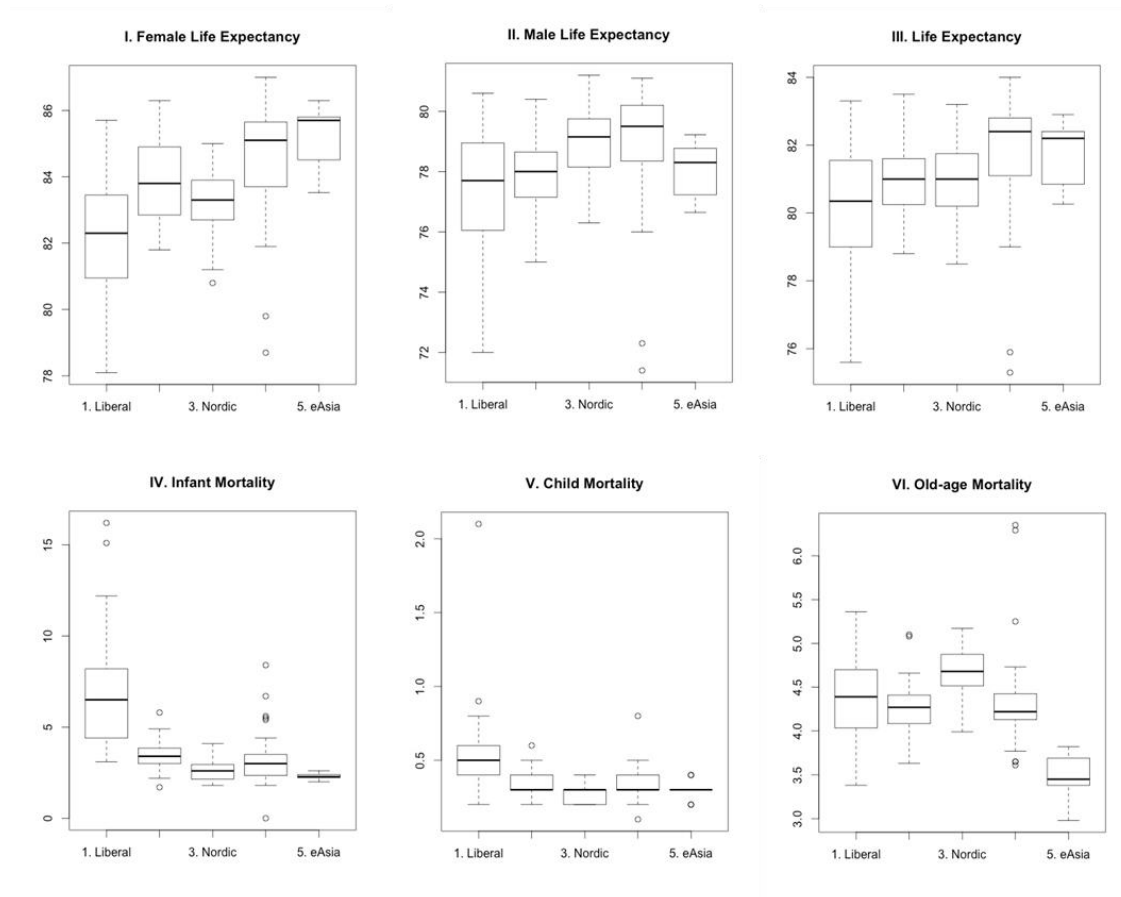 I. Female Life Expectancy
86
84
82
80
78
1. Liberal 3. Nordic 5. eAsia
II. Male Life Expectancy
80
78
76
74
72
1. Liberal 3. Nordic 5. eAsia
III. Life Expectancy
84
82
80
78
76
1. Liberal 3. Nordic 5. eAsia
IV. Infant Mortality
15
10
5
0
1. Liberal 3. Nordic 5. eAsia
V. Child Mortality
2.0
1.5
1.0
0.5
1. Liberal 3. Nordic 5. eAsia
VI. Old-age Mortality
6.0
5.5
5.0
4.5
4.0
3.5
3.0
1. Liberal 3. Nordic 5. eAsia